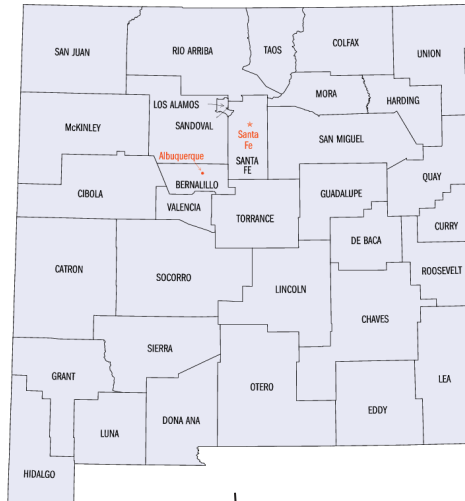 SAN JUAN
RIO ARRIBA
TAOS
COLFAX
UNION
LOS ALAMOS
MORA
HARDING
McKINLEY
SANDOVAL
Santa
Fe
SAN MIGUEL
Albuquerque
SANTA
FE
CIBOLA
BERNALILLO
VALENCIA
TORRANCE
GUADALUPE
QUAY
CURRY
DE BACA
CATRON
SOCORRO
LINCOLN
ROOSEVELT
CHAVES
SIERRA
GRANT
OTERO
LEA
EDDY
LUNA
DONA ANA
HIDALGO